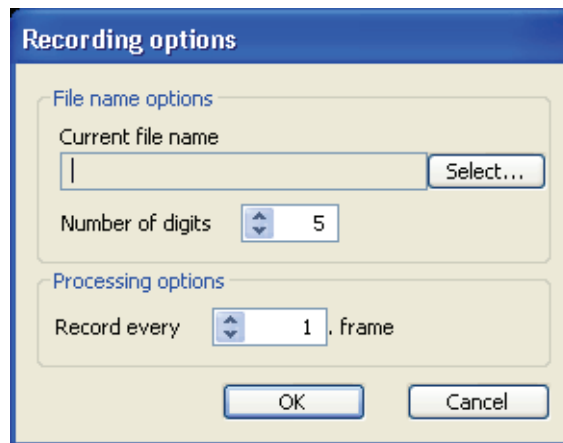 Recording options
File name options
Current file name
Select...
Number of digits 5
Processing options
Record every 1 . frame
OK Cancel